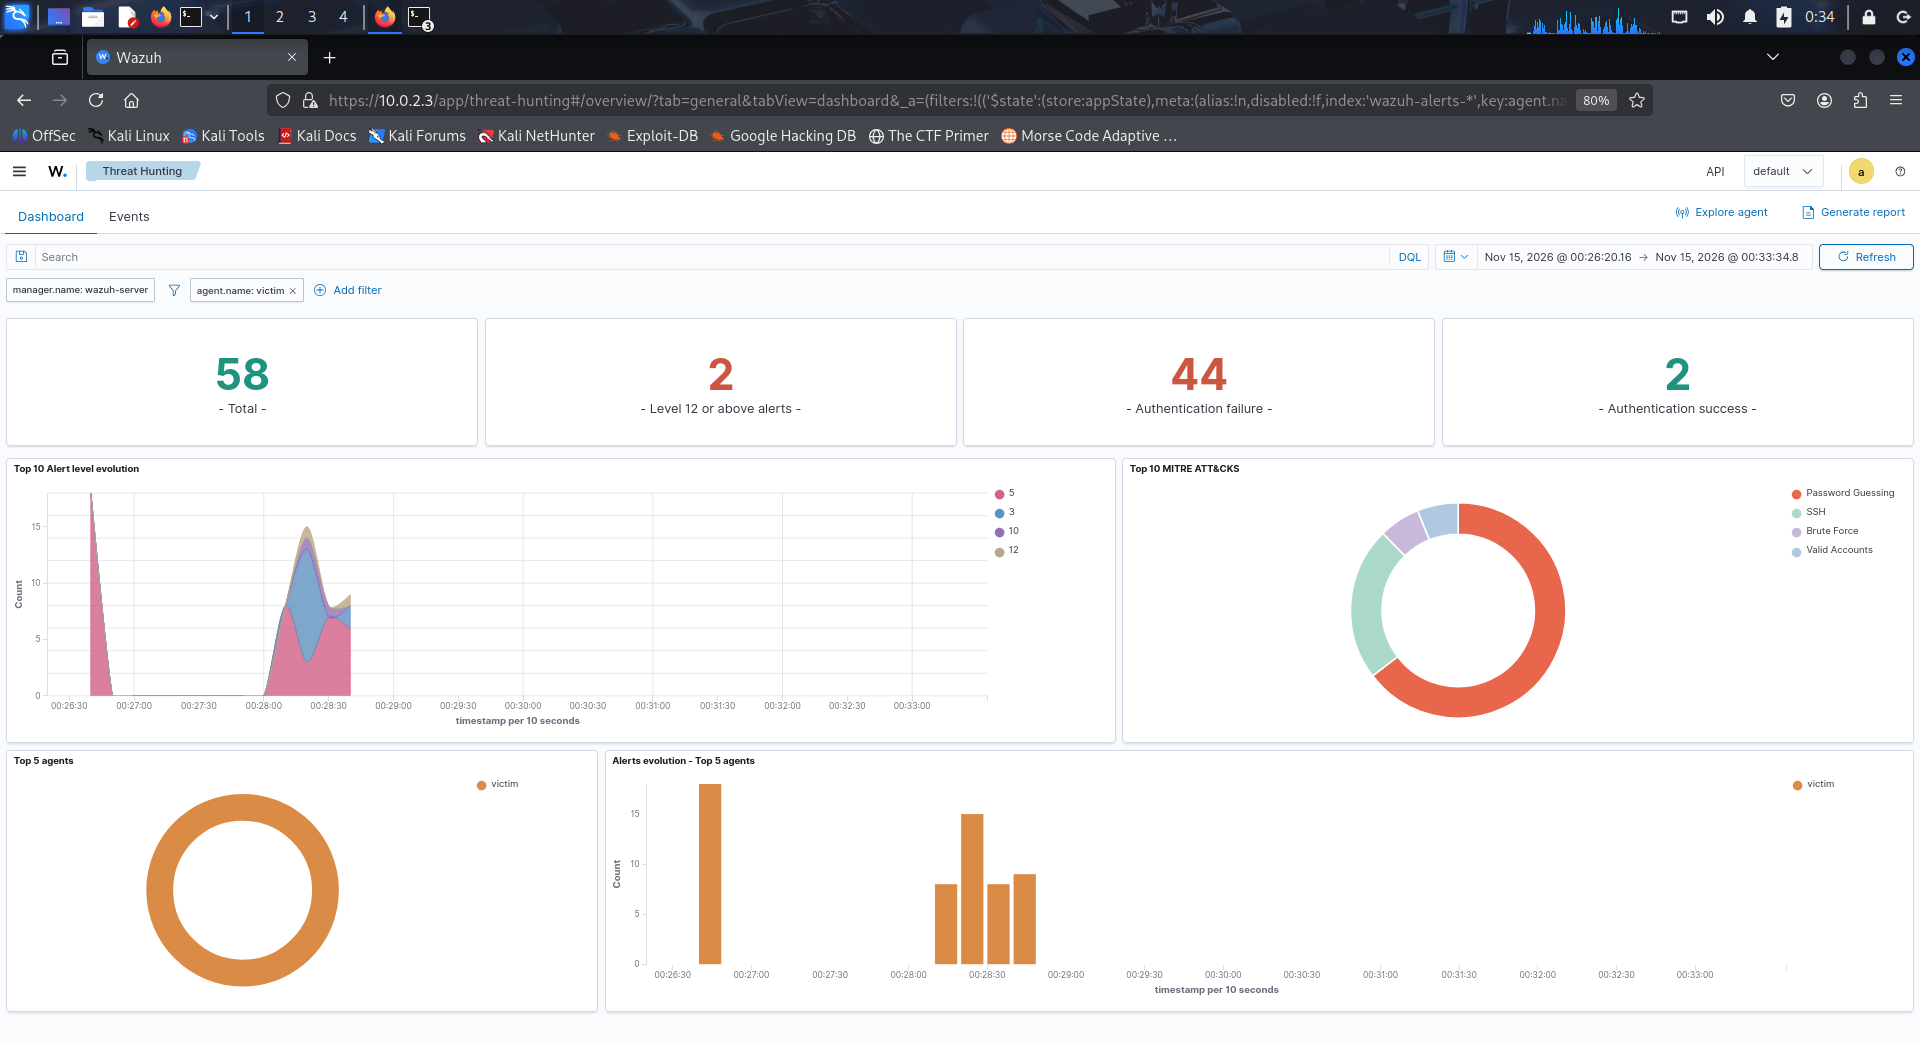 1 2 3 4
3
0:34
Wazuh
https://10.0.2.3/app/threat-hunting#/overview/?tab=general&tabView=dashboard&_a=(filters:!(('$state':(store:appState),meta:(alias:!n,disabled:!f,index:'wazuh-alerts-*',key:agent.na
80%
OffSec Kali Linux Kali Tools Kali Docs Kali Forums Kali NetHunter Exploit-DB Google Hacking DB The CTF Primer Morse Code Adaptive …
W. Threat Hunting API default a
Dashboard Events Explore agent Generate report
Search DQL Nov 15, 2026 @ 00:26:20.16 → Nov 15, 2026 @ 00:33:34.8 Refresh
manager.name: wazuh-server agent.name: victim × Add filter
58
- Total -
2
- Level 12 or above alerts -
44
- Authentication failure -
2
- Authentication success -
Top 10 Alert level evolution
15
10
5
0
Count
00:26:30 00:27:00 00:27:30 00:28:00 00:28:30 00:29:00 00:29:30 00:30:00 00:30:30 00:31:00 00:31:30 00:32:00 00:32:30 00:33:00
timestamp per 10 seconds
5
3
10
12
Top 10 MITRE ATT&CKS
Password Guessing
SSH
Brute Force
Valid Accounts
Top 5 agents
victim
Alerts evolution - Top 5 agents
15
10
5
0
Count
00:26:30 00:27:00 00:27:30 00:28:00 00:28:30 00:29:00 00:29:30 00:30:00 00:30:30 00:31:00 00:31:30 00:32:00 00:32:30 00:33:00
timestamp per 10 seconds
victim